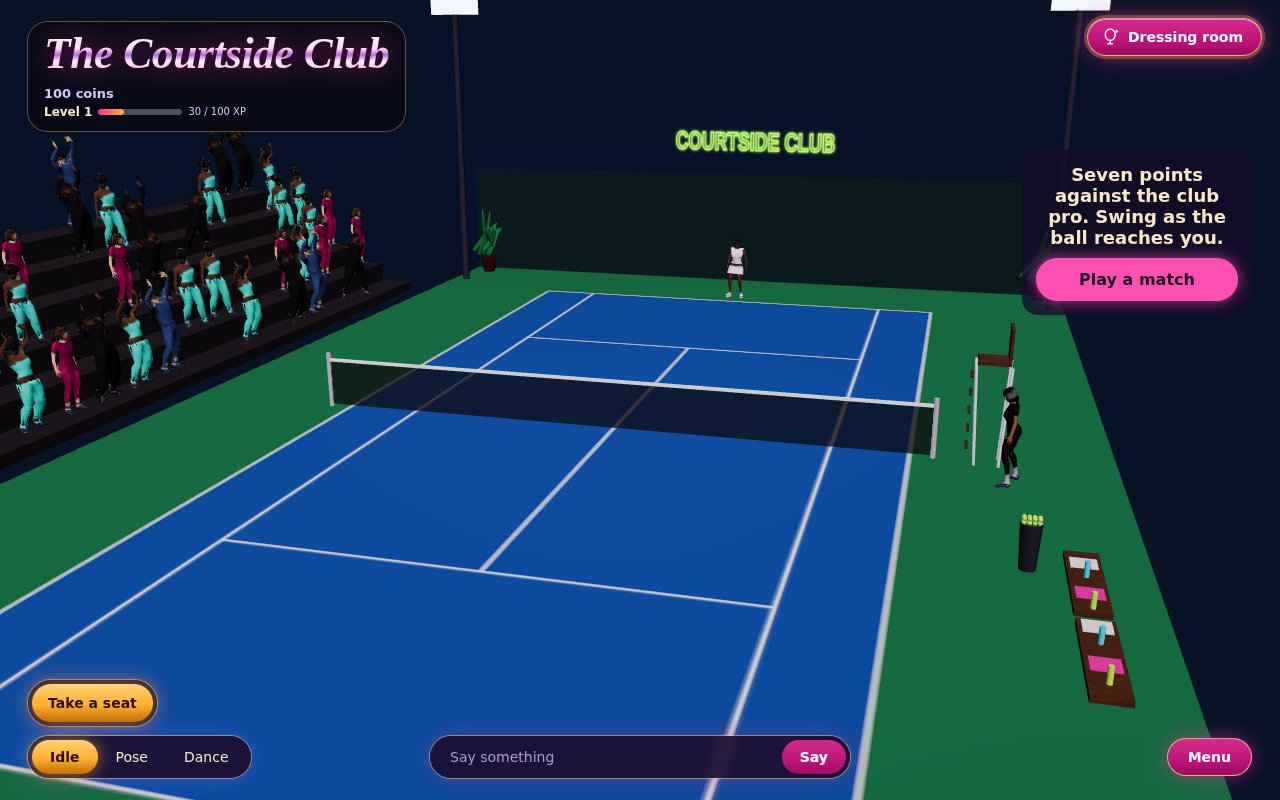 The Courtside Club
100 coins
Level 1 30 / 100 XP
Dressing room
COURTSIDE CLUB
Seven points
against the club
pro. Swing as the
ball reaches you.
Play a match
Take a seat
Idle Pose Dance
Say something
Say
Menu